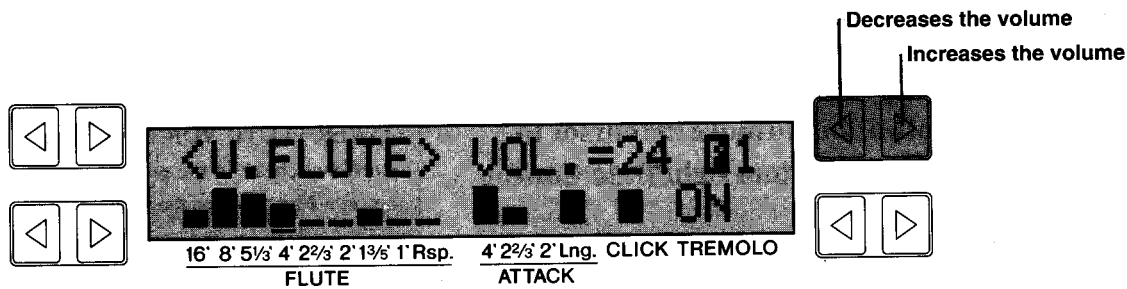 Decreases the volume
Increases the volume
<U.FLUTE> VOL.=24 P1
ON
16' 8' 5⅓' 4' 2⅔' 2' 1⅗' 1' Rsp. 4' 2⅔' 2' Lng. CLICK TREMOLO
FLUTE ATTACK